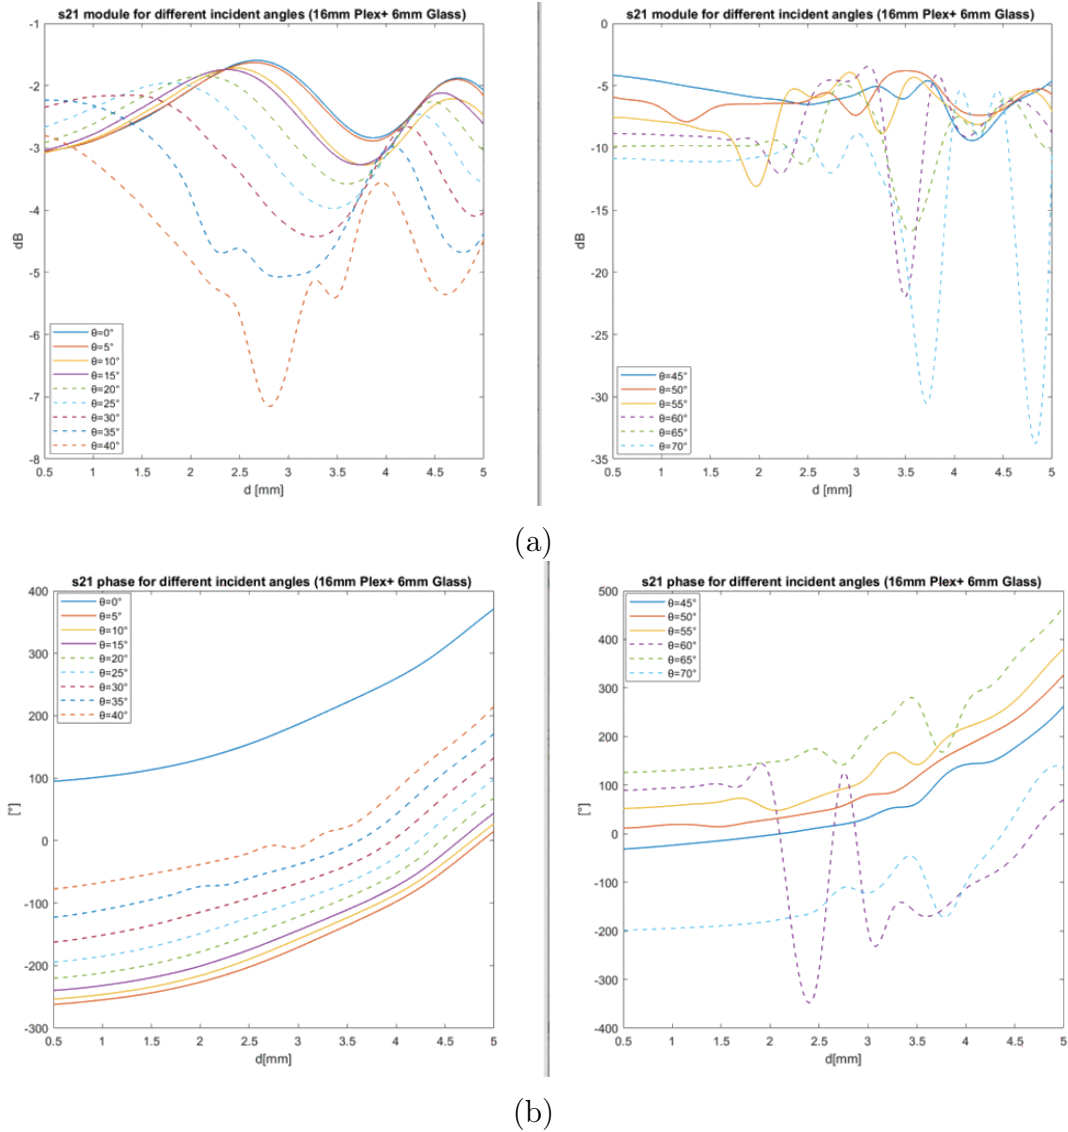 s21 module for different incident angles (16mm Plex+ 6mm Glass)
-1
-2
-3
-4
-5
-6
-7
-8
dB
θ=0°
θ=5°
θ=10°
θ=15°
θ=20°
θ=25°
θ=30°
θ=35°
θ=40°
0.5 1 1.5 2 2.5 3 3.5 4 4.5 5
d [mm]
s21 module for different incident angles (16mm Plex+ 6mm Glass)
0
-5
-10
-15
-20
-25
-30
-35
dB
θ=45°
θ=50°
θ=55°
θ=60°
θ=65°
θ=70°
0.5 1 1.5 2 2.5 3 3.5 4 4.5 5
d [mm]
(a)
s21 phase for different incident angles (16mm Plex+ 6mm Glass)
400
300
200
100
0
-100
-200
-300
[°]
θ=0°
θ=5°
θ=10°
θ=15°
θ=20°
θ=25°
θ=30°
θ=35°
θ=40°
0.5 1 1.5 2 2.5 3 3.5 4 4.5 5
d[mm]
s21 phase for different incident angles (16mm Plex+ 6mm Glass)
500
400
300
200
100
0
-100
-200
-300
-400
[°]
θ=45°
θ=50°
θ=55°
θ=60°
θ=65°
θ=70°
0.5 1 1.5 2 2.5 3 3.5 4 4.5 5
d[mm]
(b)